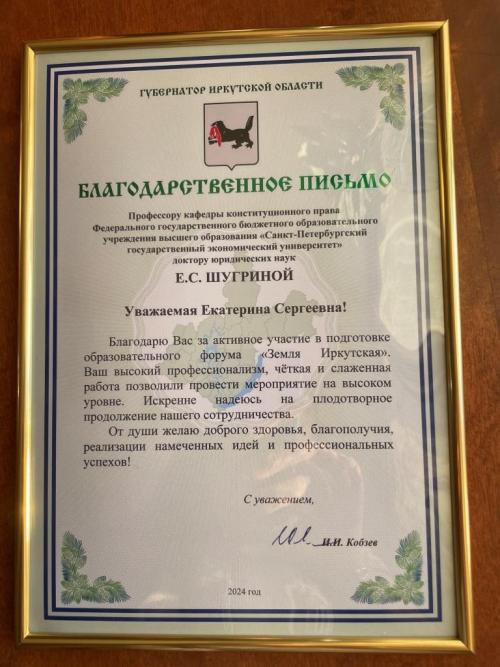 ГУБЕРНАТОР ИРКУТСКОЙ ОБЛАСТИ
БЛАГОДАРСТВЕННОЕ ПИСЬМО
Профессору кафедры конституционного права
Федерального государственного бюджетного образовательного
учреждения высшего образования «Санкт-Петербургский
государственный экономический университет»
доктору юридических наук
Е.С. ШУГРИНОЙ
Уважаемая Екатерина Сергеевна!
Благодарю Вас за активное участие в подготовке
образовательного форума «Земля Иркутская».
Ваш высокий профессионализм, чёткая и слаженная
работа позволили провести мероприятие на высоком
уровне. Искренне надеюсь на плодотворное
продолжение нашего сотрудничества.
От души желаю доброго здоровья, благополучия,
реализации намеченных идей и профессиональных
успехов!
С уважением,
И.И. Кобзев
2024 год